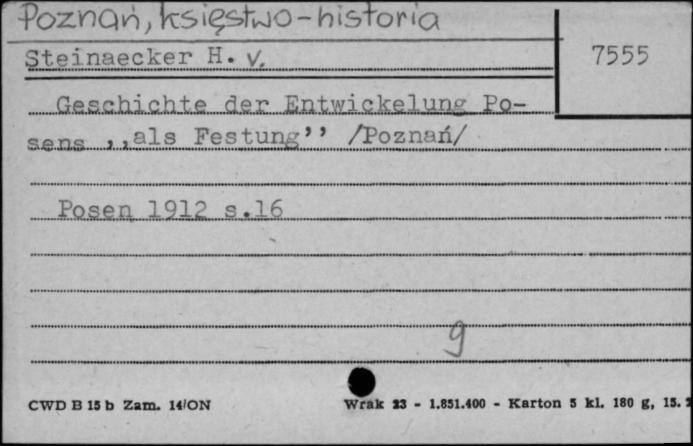 Poznań, księstwo-historia
Steinaecker H. v.
7555
Geschichte der Entwickelung Po-
sens ,,als Festung’’ /Poznań/
Posen 1912 s.16
9
CWD B 15 b Zam. 14/ON
Wrak 23 - 1.851.400 - Karton 5 kl. 180 g, 15.